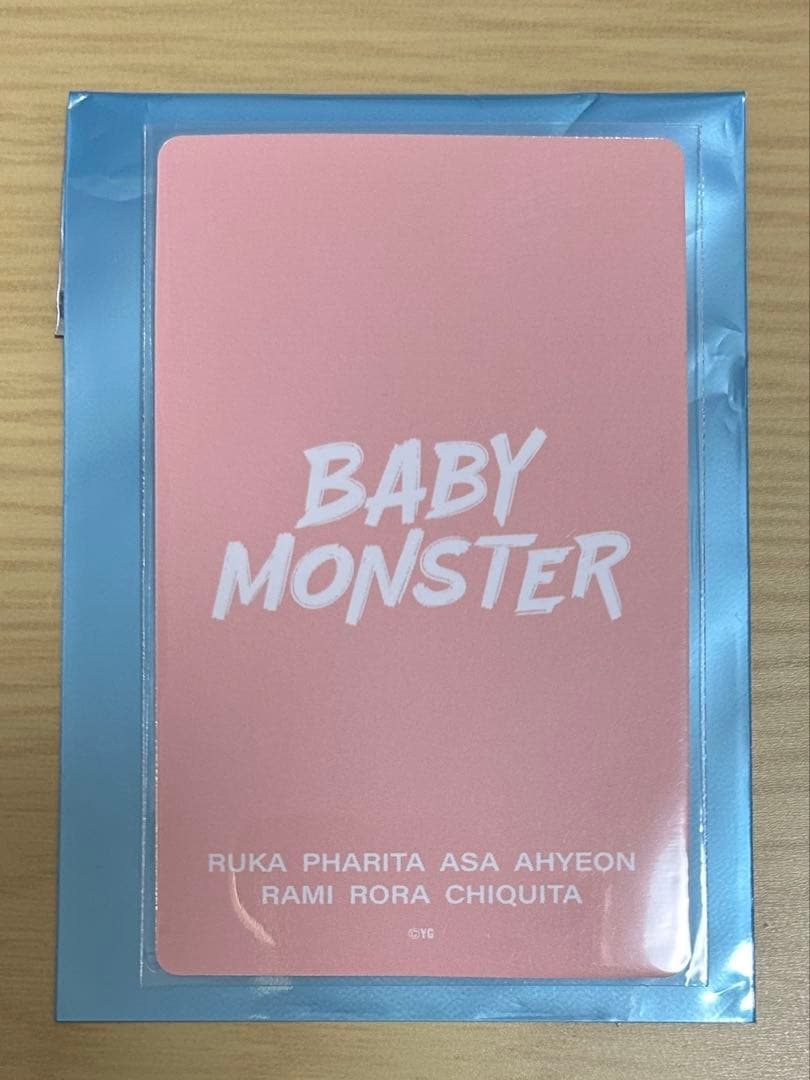 BABY
MONSTER
RUKA PHARITA ASA AHYEON
RAMI RORA CHIQUITA
©YG